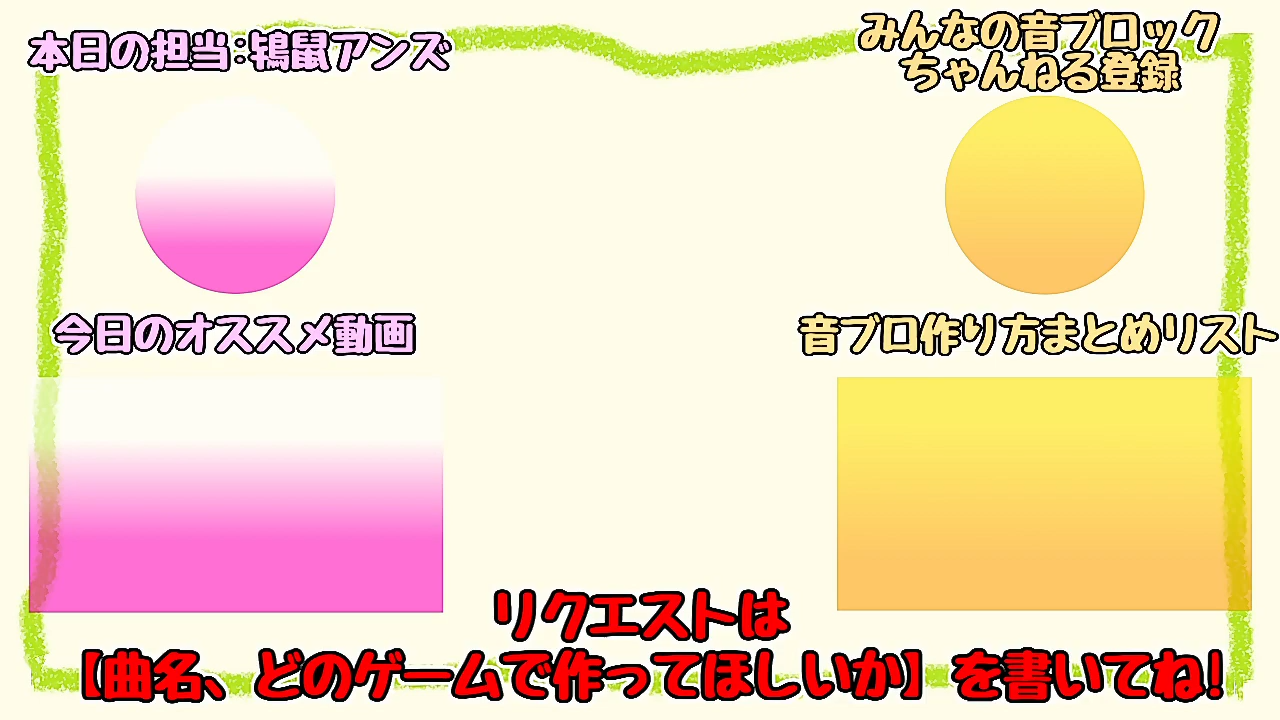 本日の担当:鴇鼠アンズ
みんなの音ブロック
ちゃんねる登録
今日のオススメ動画
音ブロ作り方まとめリスト
リクエストは
【曲名、どのゲームで作ってほしいか】を書いてね!